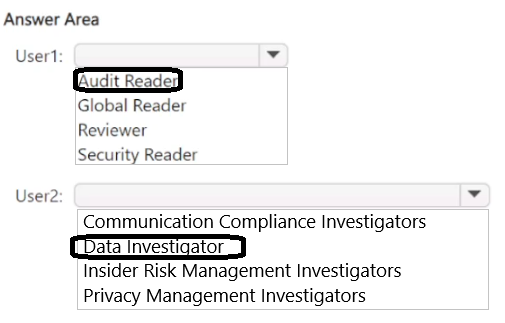 Answer Area
User1:
Audit Reader
Global Reader
Reviewer
Security Reader
User2:
Communication Compliance Investigators
Data Investigator
Insider Risk Management Investigators
Privacy Management Investigators